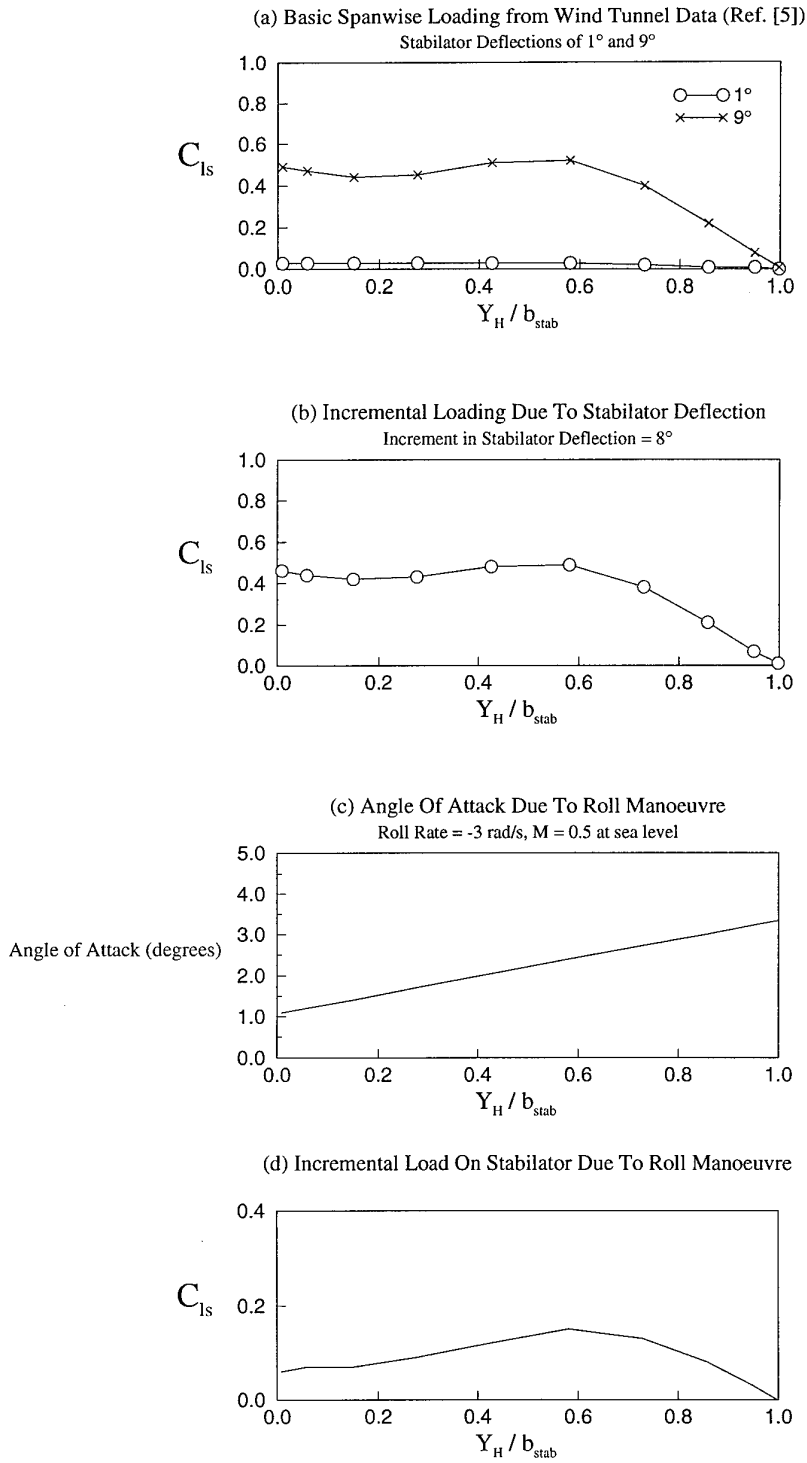 (a) Basic Spanwise Loading from Wind Tunnel Data (Ref. [5])
Stabilator Deflections of 1° and 9°
1.0
0.8
0.6
0.4
0.2
0.0
C_ls
1°
9°
0.0 0.2 0.4 0.6 0.8 1.0
Y_H / b_stab
(b) Incremental Loading Due To Stabilator Deflection
Increment in Stabilator Deflection = 8°
1.0
0.8
0.6
0.4
0.2
0.0
C_ls
0.0 0.2 0.4 0.6 0.8 1.0
Y_H / b_stab
(c) Angle Of Attack Due To Roll Manoeuvre
Roll Rate = -3 rad/s, M = 0.5 at sea level
5.0
4.0
3.0
2.0
1.0
0.0
Angle of Attack (degrees)
0.0 0.2 0.4 0.6 0.8 1.0
Y_H / b_stab
(d) Incremental Load On Stabilator Due To Roll Manoeuvre
0.4
0.2
0.0
C_ls
0.0 0.2 0.4 0.6 0.8 1.0
Y_H / b_stab